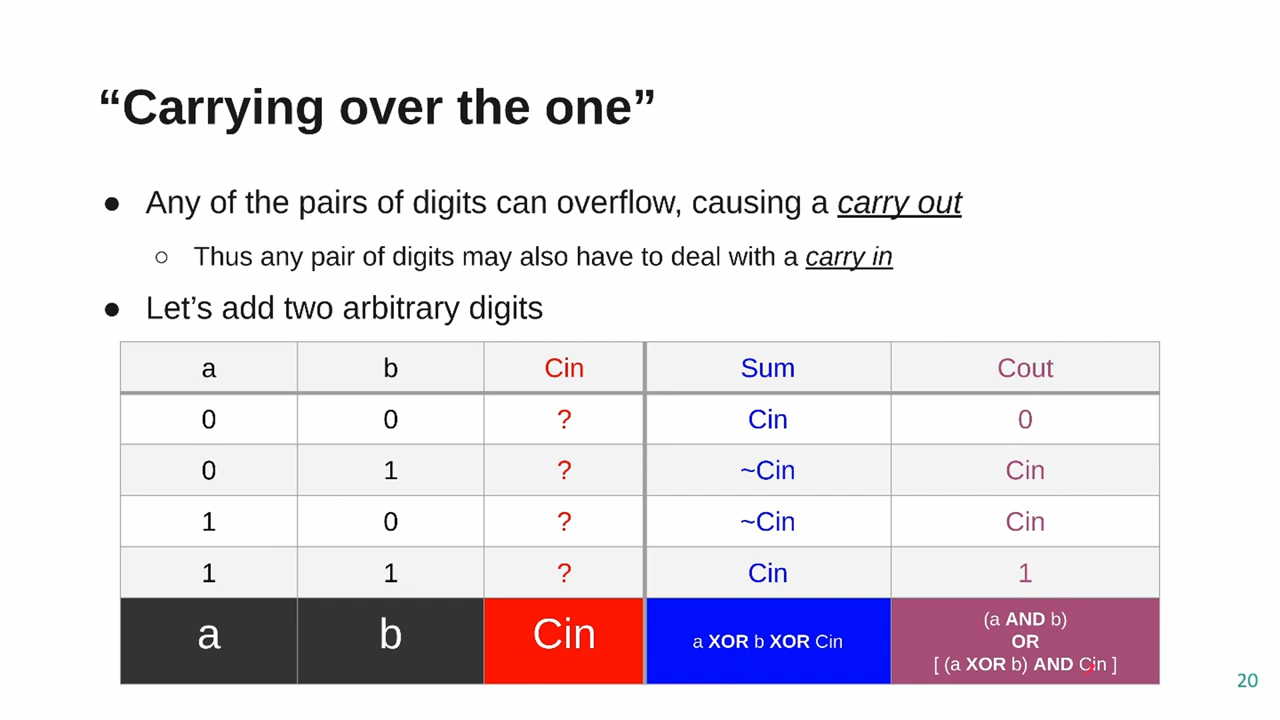 “Carrying over the one”
● Any of the pairs of digits can overflow, causing a carry out
○ Thus any pair of digits may also have to deal with a carry in
● Let’s add two arbitrary digits
a b Cin Sum Cout
0 0 ? Cin 0
0 1 ? ~Cin Cin
1 0 ? ~Cin Cin
1 1 ? Cin 1
a b Cin a XOR b XOR Cin (a AND b)
OR
[ (a XOR b) AND Cin ]
20